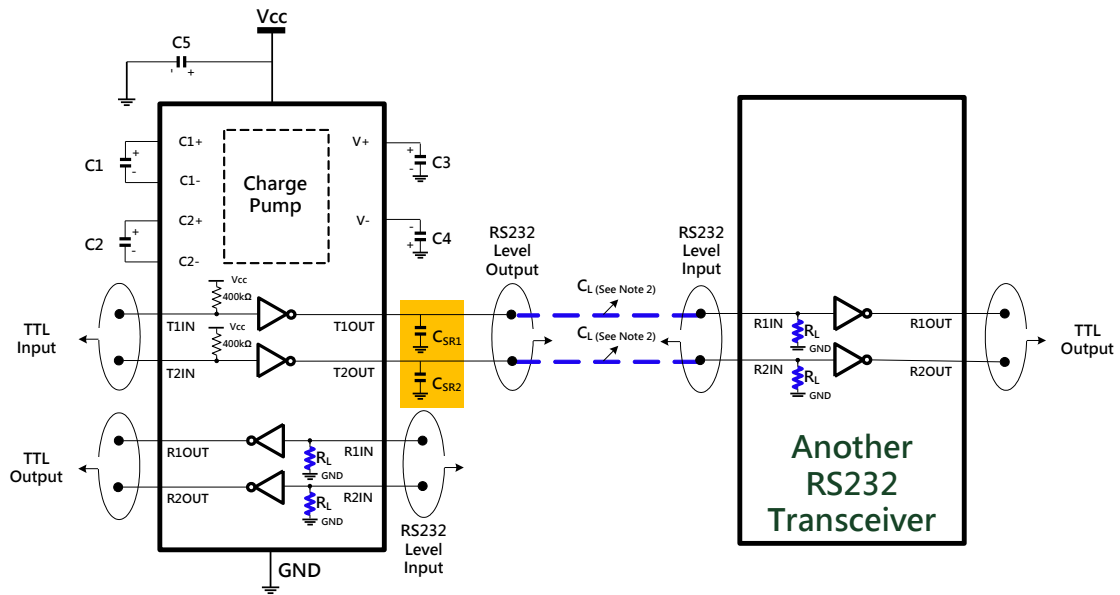 Vcc
C5
' +
C1+
C1
+
-
C1-
C2+
C2
+
-
C2-
Charge
Pump
V+
+
-
C3
V-
-
+
C4
RS232
Level
Output
RS232
Level
Input
CL (See Note 2)
CL (See Note 2)
Vcc
400kΩ
Vcc
400kΩ
TTL
Input
T1IN
T2IN
T1OUT
T2OUT
CSR1
CSR2
R1IN
RL
GND
R2IN
RL
GND
R1OUT
R2OUT
TTL
Output
TTL
Output
R1OUT
R2OUT
R1IN
RL
GND
R2IN
RL
GND
RS232
Level
Input
GND
Another
RS232
Transceiver